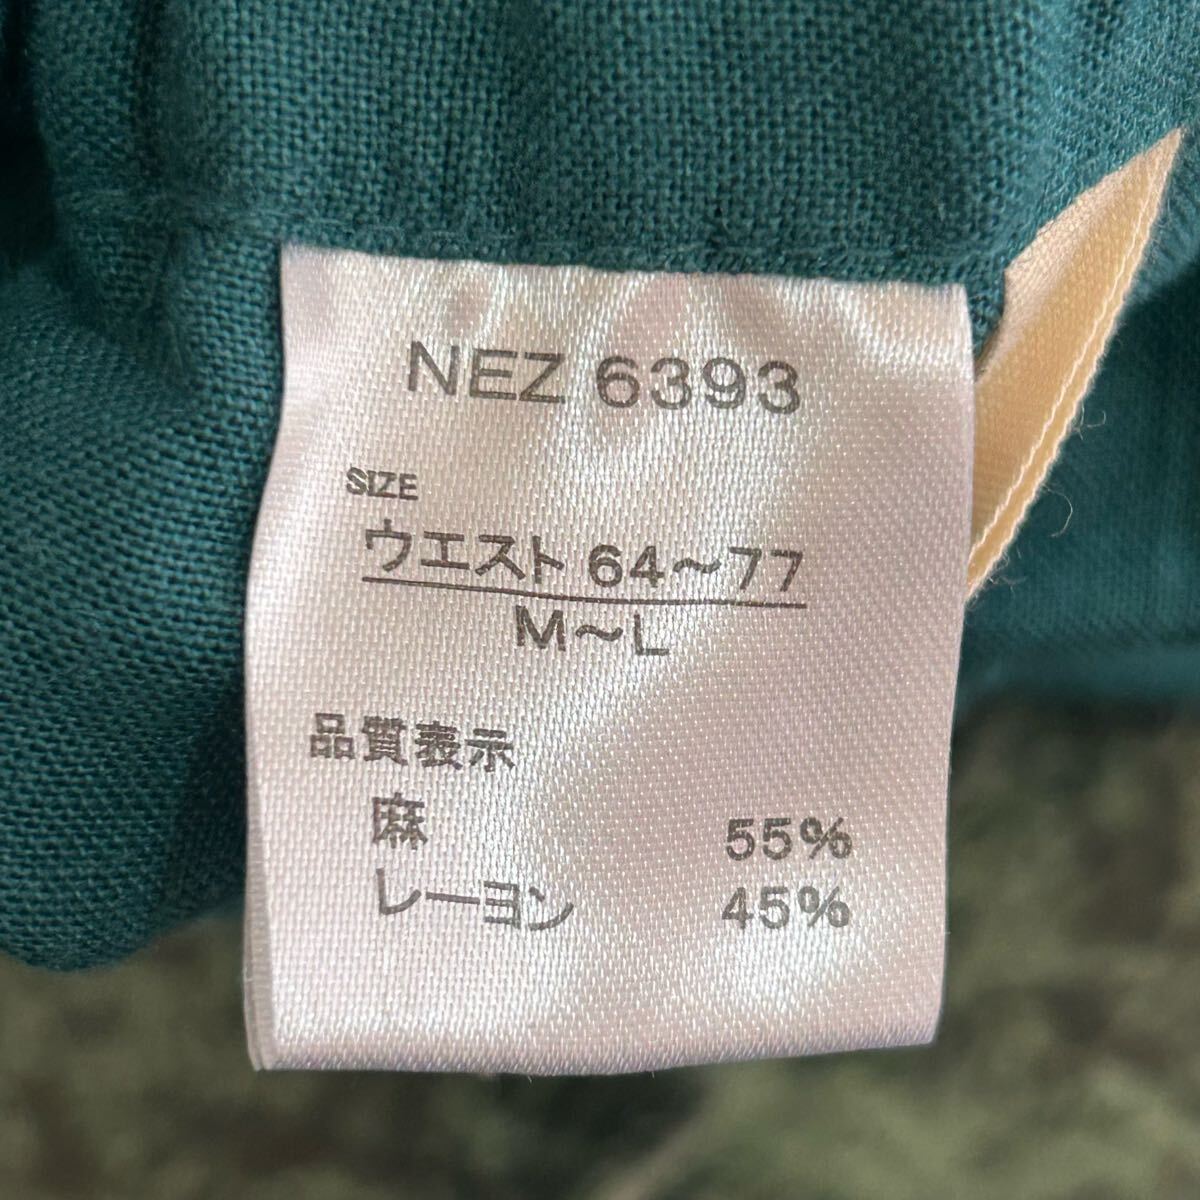 NEZ 6393
SIZE
ウエスト 64～77
M～L
品質表示
麻 55%
レーヨン 45%